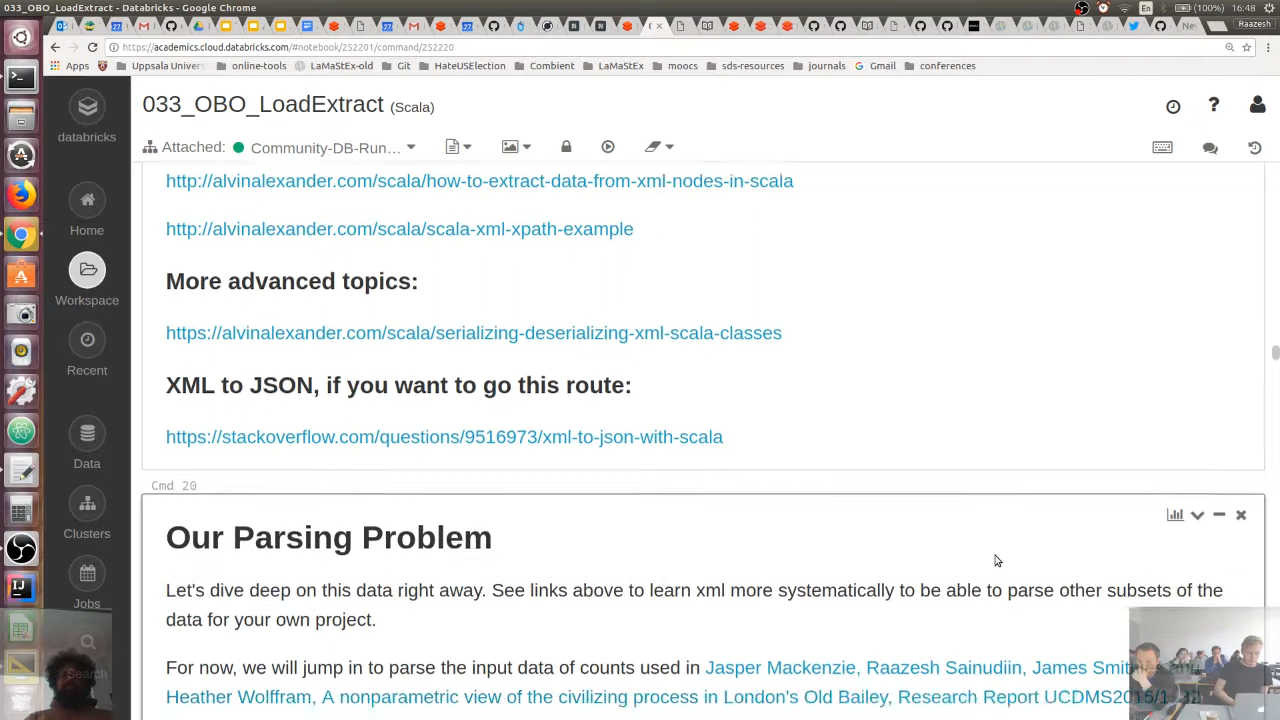 033_OBO_LoadExtract - Databricks - Google Chrome
(100%) 16:48
Raazesh
https://academics.cloud.databricks.com/#notebook/252201/command/252220
Apps Uppsala Univers online-tools LaMaStEx-old Git HateUSElection Combient LaMaStEx moocs sds-resources journals Gmail conferences
databricks
Home
Workspace
Recent
Data
Clusters
Jobs
Search
033_OBO_LoadExtract (Scala)
Attached: Community-DB-Run…
http://alvinalexander.com/scala/how-to-extract-data-from-xml-nodes-in-scala
http://alvinalexander.com/scala/scala-xml-xpath-example
More advanced topics:
https://alvinalexander.com/scala/serializing-deserializing-xml-scala-classes
XML to JSON, if you want to go this route:
https://stackoverflow.com/questions/9516973/xml-to-json-with-scala
Cmd 20
Our Parsing Problem
Let's dive deep on this data right away. See links above to learn xml more systematically to be able to parse other subsets of the
data for your own project.
For now, we will jump in to parse the input data of counts used in Jasper Mackenzie, Raazesh Sainudiin, James Smit
Heather Wolffram, A nonparametric view of the civilizing process in London's Old Bailey, Research Report UCDMS2015/1